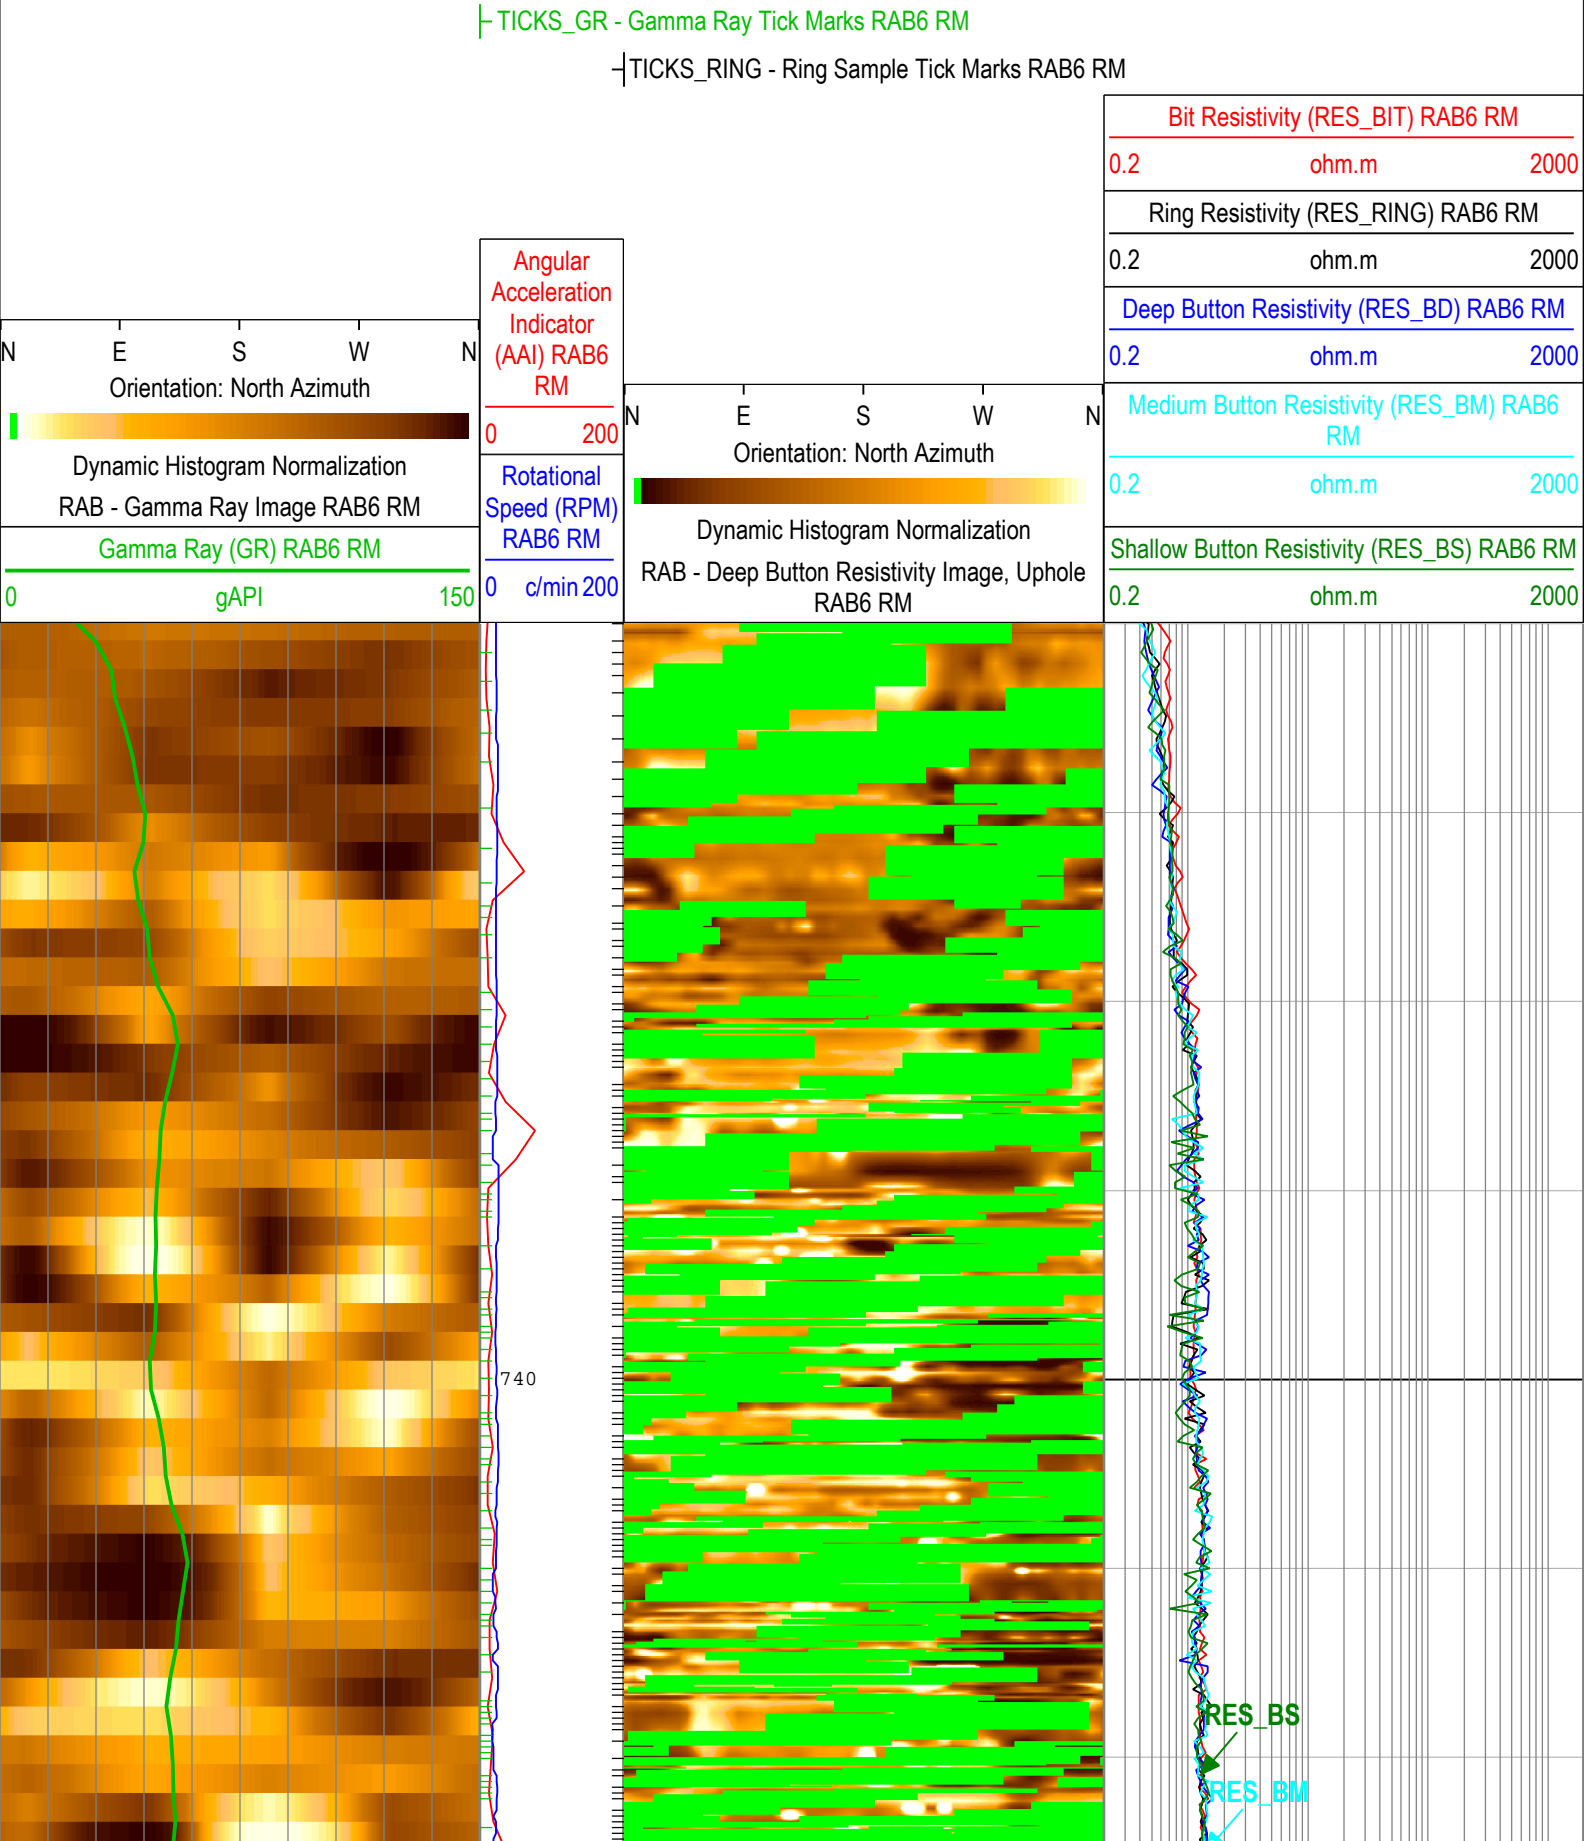 TICKS_GR - Gamma Ray Tick Marks RAB6 RM
TICKS_RING - Ring Sample Tick Marks RAB6 RM
Bit Resistivity (RES_BIT) RAB6 RM
0.2 ohm.m 2000
Ring Resistivity (RES_RING) RAB6 RM
0.2 ohm.m 2000
Deep Button Resistivity (RES_BD) RAB6 RM
0.2 ohm.m 2000
Medium Button Resistivity (RES_BM) RAB6
RM
0.2 ohm.m 2000
Shallow Button Resistivity (RES_BS) RAB6 RM
0.2 ohm.m 2000
Angular
Acceleration
Indicator
(AAI) RAB6
RM
0 200
Rotational
Speed (RPM)
RAB6 RM
0 c/min 200
N E S W N
Orientation: North Azimuth
Dynamic Histogram Normalization
RAB - Gamma Ray Image RAB6 RM
Gamma Ray (GR) RAB6 RM
0 gAPI 150
N E S W N
Orientation: North Azimuth
Dynamic Histogram Normalization
RAB - Deep Button Resistivity Image, Uphole
RAB6 RM
740
RES_BS
RES_BM